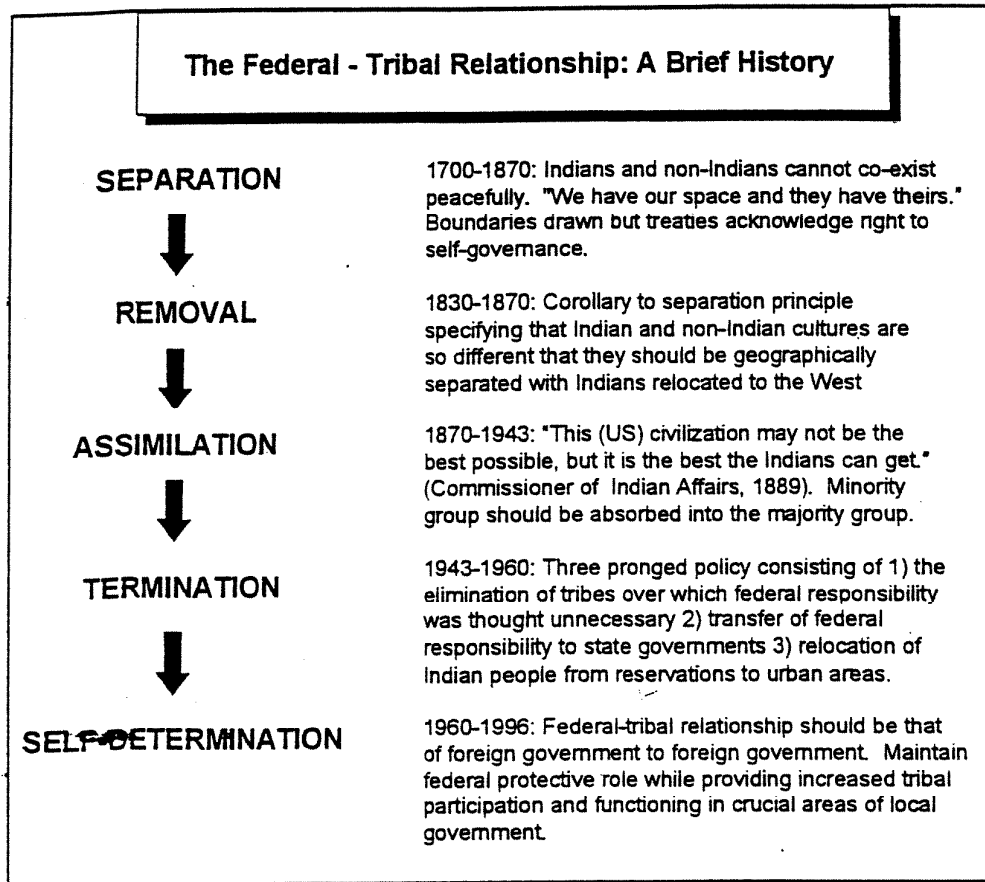 The Federal - Tribal Relationship: A Brief History
SEPARATION
1700-1870: Indians and non-Indians cannot co-exist
peacefully. "We have our space and they have theirs."
Boundaries drawn but treaties acknowledge right to
self-governance.
REMOVAL
1830-1870: Corollary to separation principle
specifying that Indian and non-Indian cultures are
so different that they should be geographically
separated with Indians relocated to the West
ASSIMILATION
1870-1943: "This (US) civilization may not be the
best possible, but it is the best the Indians can get."
(Commissioner of Indian Affairs, 1889). Minority
group should be absorbed into the majority group.
TERMINATION
1943-1960: Three pronged policy consisting of 1) the
elimination of tribes over which federal responsibility
was thought unnecessary 2) transfer of federal
responsibility to state governments 3) relocation of
Indian people from reservations to urban areas.
SELF-DETERMINATION
1960-1996: Federal-tribal relationship should be that
of foreign government to foreign government. Maintain
federal protective role while providing increased tribal
participation and functioning in crucial areas of local
government.